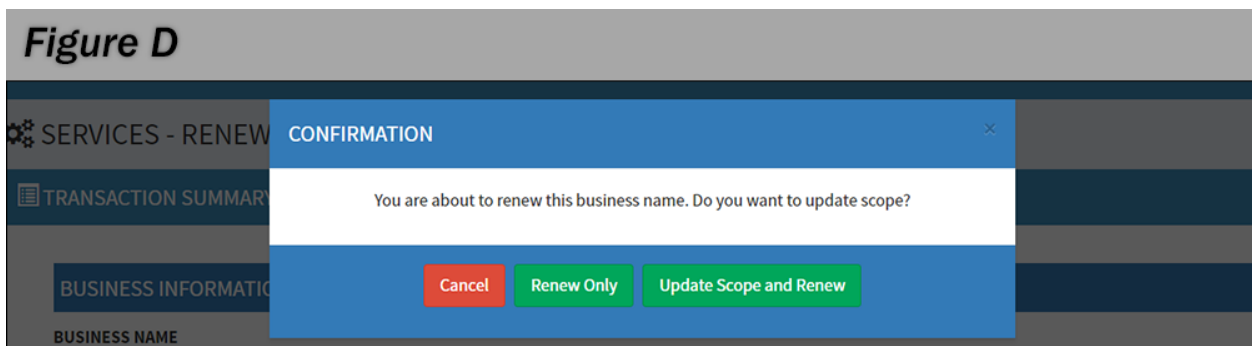 Figure D
SERVICES - RENEW
CONFIRMATION
×
TRANSACTION SUMMARY
You are about to renew this business name. Do you want to update scope?
Cancel Renew Only Update Scope and Renew
BUSINESS INFORMATIO
BUSINESS NAME